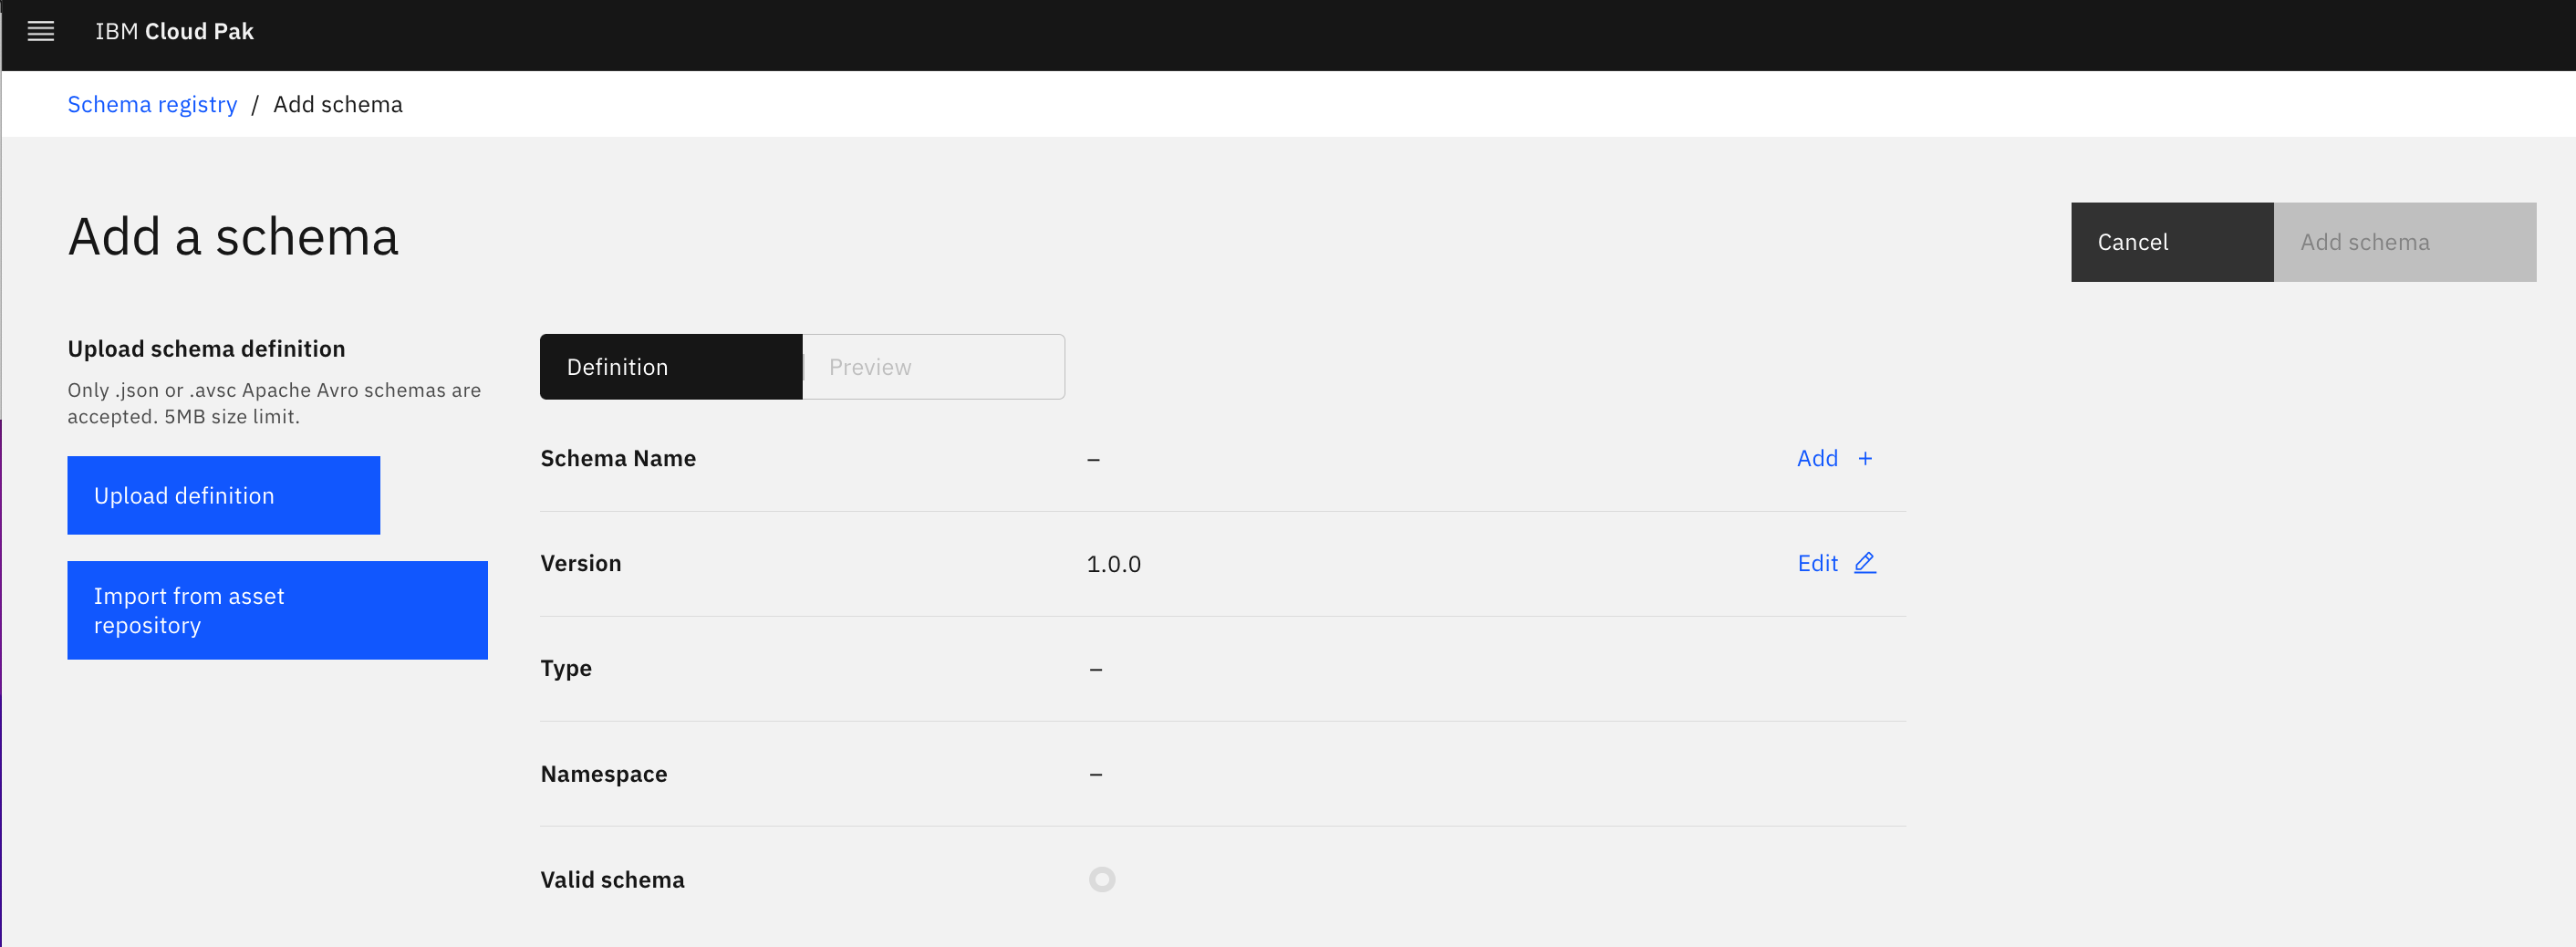 IBM Cloud Pak
Schema registry / Add schema
Add a schema
Cancel
Add schema
Upload schema definition
Only .json or .avsc Apache Avro schemas are
accepted. 5MB size limit.
Upload definition
Import from asset
repository
Definition
Preview
Schema Name – Add +
Version 1.0.0 Edit
Type –
Namespace –
Valid schema